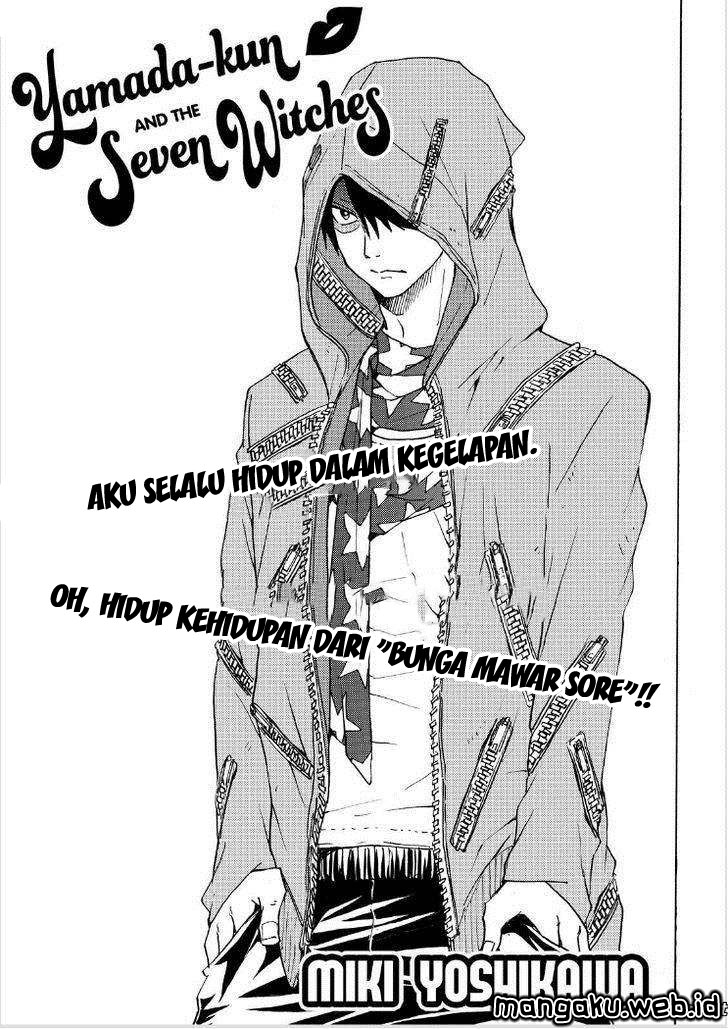 Yamada-kun
AND THE
Seven Witches
AKU SELALU HIDUP DALAM KEGELAPAN.
OH, HIDUP KEHIDUPAN DARI "BUNGA MAWAR SORE"!!
MIKI YOSHIKAWA
mangaku.web.id